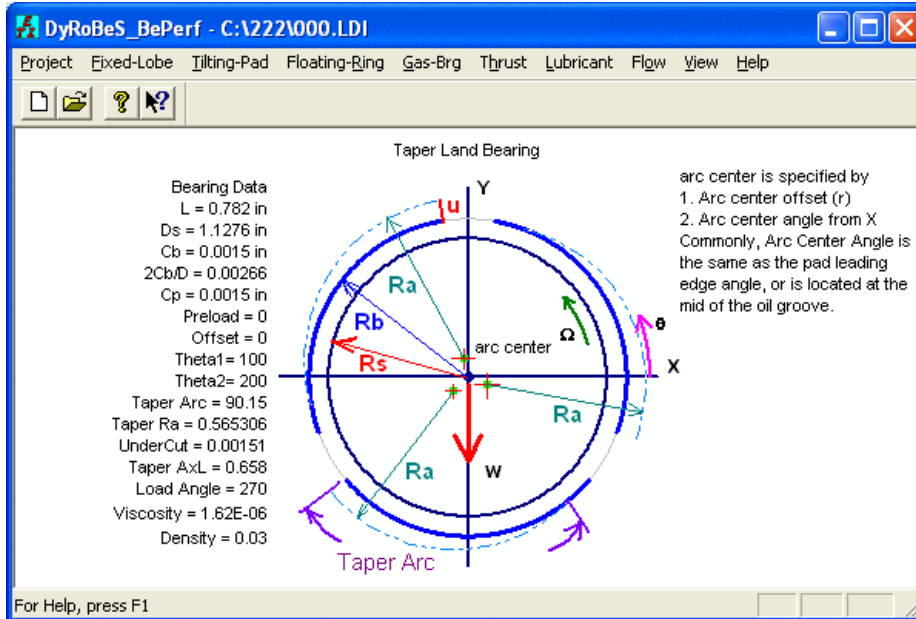 DyRoBeS_BePerf - C:\222\000.LDI
Project Fixed-Lobe Tilting-Pad Floating-Ring Gas-Brg Thrust Lubricant Flow View Help
Taper Land Bearing
Bearing Data
L = 0.782 in
Ds = 1.1276 in
Cb = 0.0015 in
2Cb/D = 0.00266
Cp = 0.0015 in
Preload = 0
Offset = 0
Theta1= 100
Theta2= 200
Taper Arc = 90.15
Taper Ra = 0.565306
UnderCut = 0.00151
Taper AxL = 0.658
Load Angle = 270
Viscosity = 1.62E-06
Density = 0.03
Y
u
Ra
Rb
Rs
arc center
Ω
θ
X
Ra
Ra
W
Taper Arc
arc center is specified by
1. Arc center offset (r)
2. Arc center angle from X
Commonly, Arc Center Angle is
the same as the pad leading
edge angle, or is located at the
mid of the oil groove.
For Help, press F1